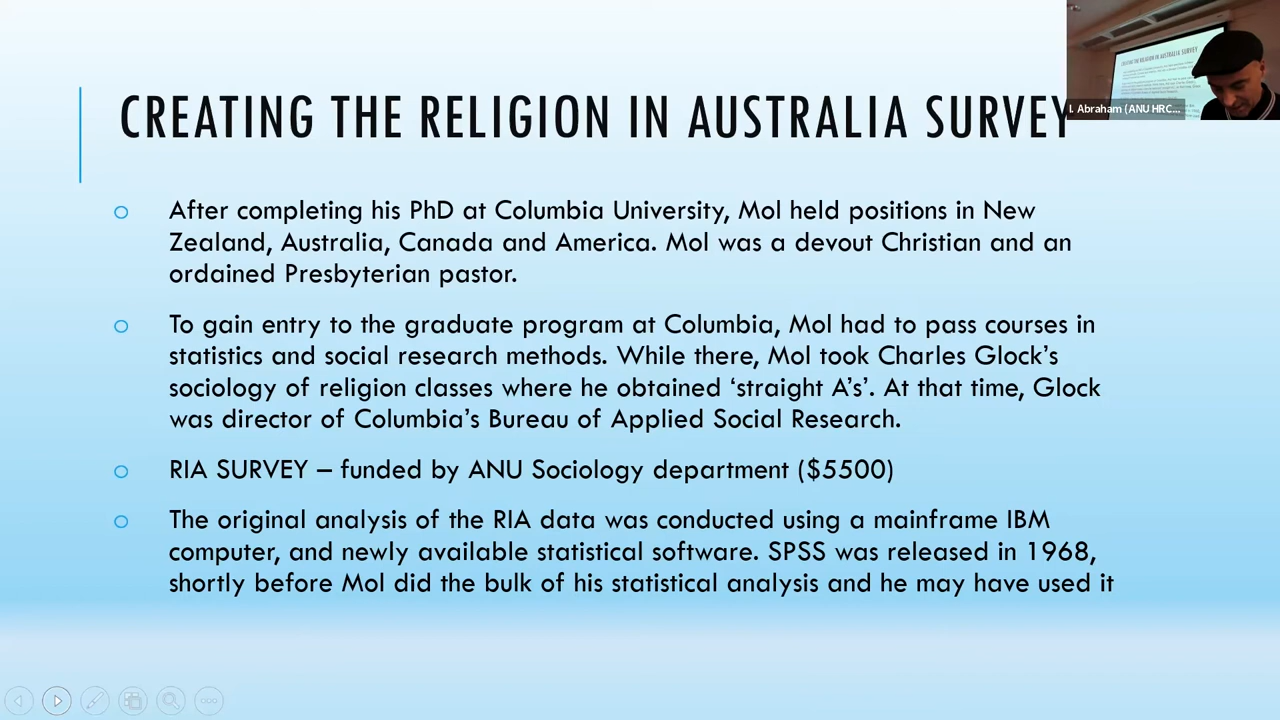 CREATING THE RELIGION IN AUSTRALIA SURVEY
I. Abraham (ANU HRC...
After completing his PhD at Columbia University, Mol held positions in New
Zealand, Australia, Canada and America. Mol was a devout Christian and an
ordained Presbyterian pastor.
To gain entry to the graduate program at Columbia, Mol had to pass courses in
statistics and social research methods. While there, Mol took Charles Glock’s
sociology of religion classes where he obtained ‘straight A’s’. At that time, Glock
was director of Columbia’s Bureau of Applied Social Research.
RIA SURVEY – funded by ANU Sociology department ($5500)
The original analysis of the RIA data was conducted using a mainframe IBM
computer, and newly available statistical software. SPSS was released in 1968,
shortly before Mol did the bulk of his statistical analysis and he may have used it